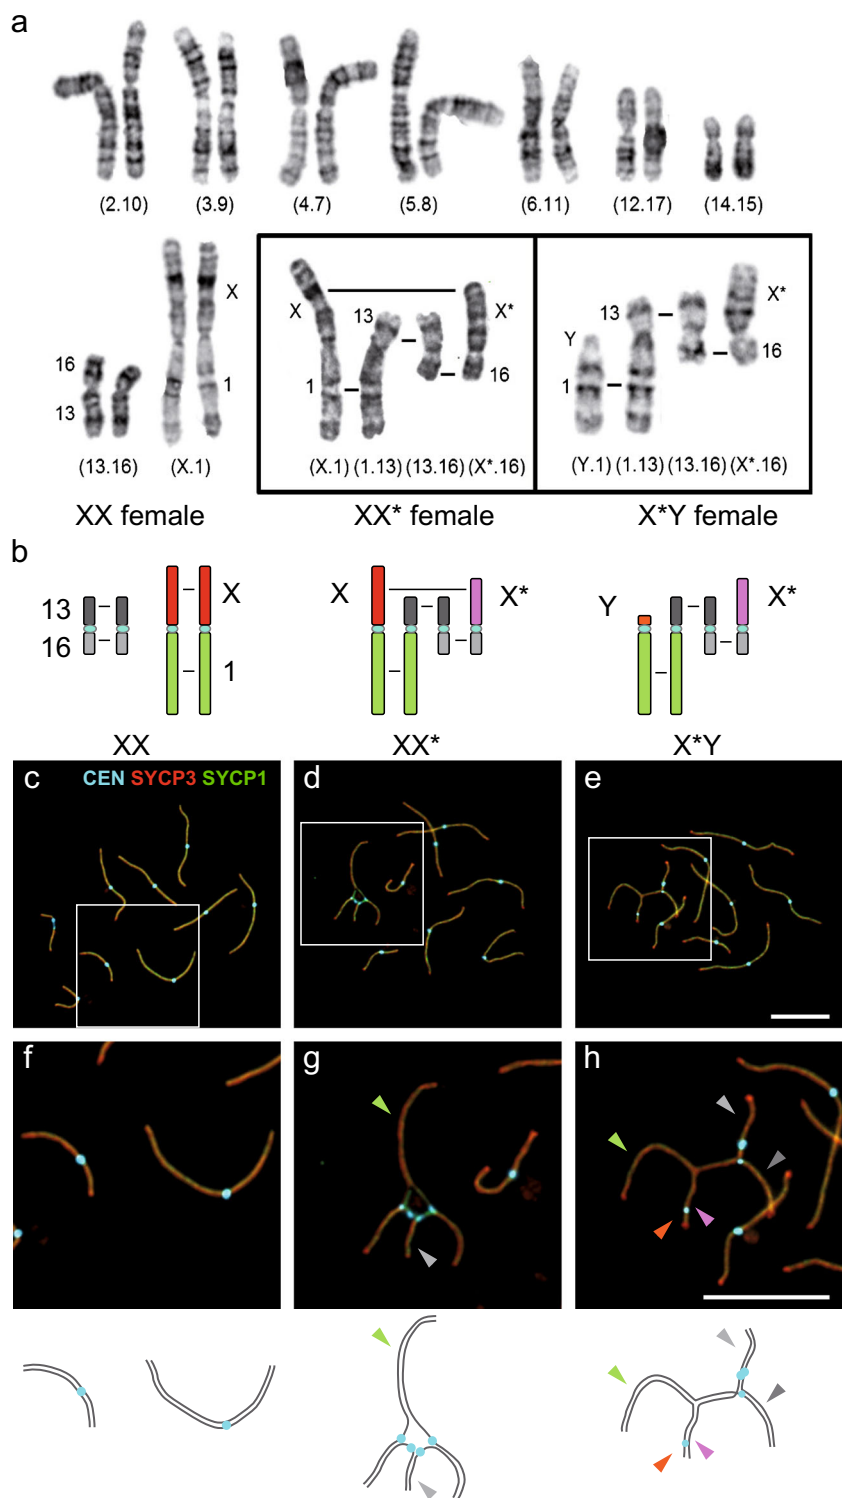 a
(2.10) (3.9) (4.7) (5.8) (6.11) (12.17) (14.15)
X
16
1
13
(13.16) (X.1)
X
13
X*
1
16
(X.1) (1.13) (13.16) (X*.16)
13
X*
Y
16
1
(Y.1) (1.13) (13.16) (X*.16)
XX female XX* female X*Y female
b
13
16
X
1
X
X*
Y
X*
XX XX* X*Y
c CEN SYCP3 SYCP1
d
e
f
g
h